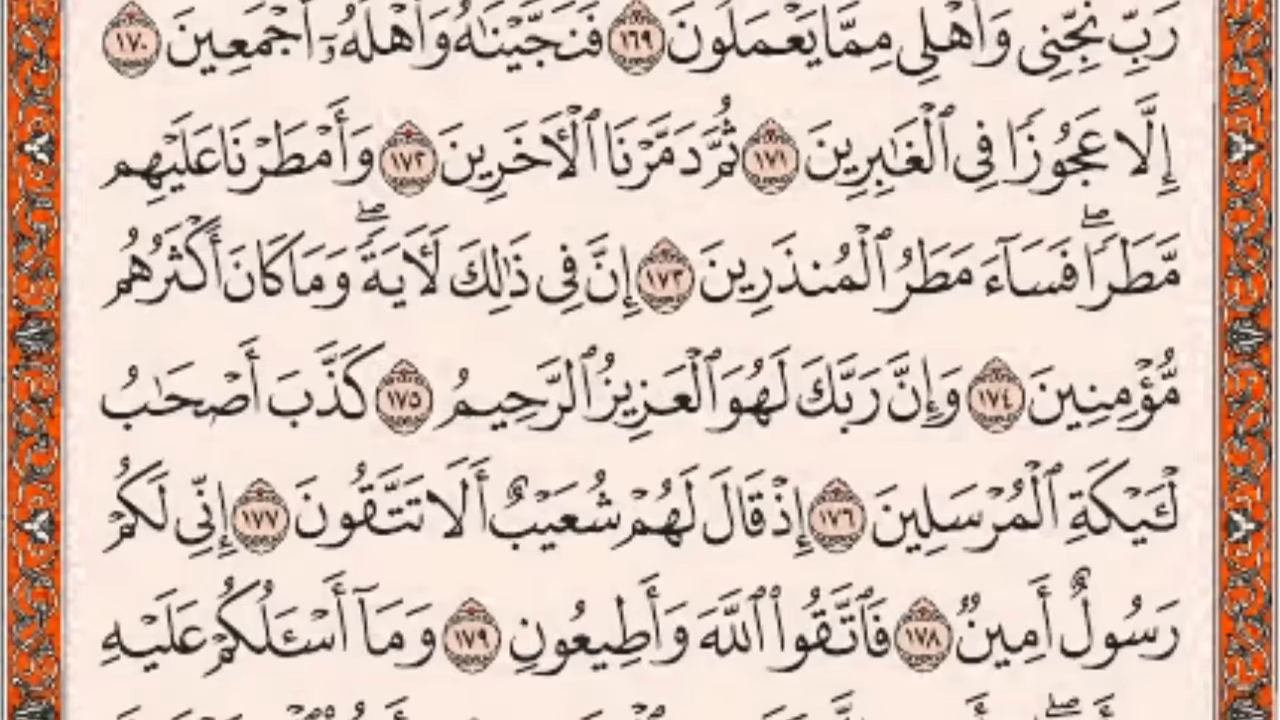 رَبِّ نَجِّنِى وَأَهْلِى مِمَّا يَعْمَلُونَ ١٦٩ فَنَجَّيْنَٰهُ وَأَهْلَهُۥٓ أَجْمَعِينَ ١٧٠
إِلَّا عَجُوزًا فِى ٱلْغَٰبِرِينَ ١٧١ ثُمَّ دَمَّرْنَا ٱلْأَخَرِينَ ١٧٢ وَأَمْطَرْنَا عَلَيْهِم
مَّطَرًا ۖ فَسَآءَ مَطَرُ ٱلْمُنذَرِينَ ١٧٣ إِنَّ فِى ذَٰلِكَ لَأَيَةً ۖ وَمَا كَانَ أَكْثَرُهُم
مُّؤْمِنِينَ ١٧٤ وَإِنَّ رَبَّكَ لَهُوَ ٱلْعَزِيزُ ٱلرَّحِيمُ ١٧٥ كَذَّبَ أَصْحَٰبُ
لْـَٔيْكَةِ ٱلْمُرْسَلِينَ ١٧٦ إِذْ قَالَ لَهُمْ شُعَيْبٌ أَلَا تَتَّقُونَ ١٧٧ إِنِّى لَكُمْ
رَسُولٌ أَمِينٌ ١٧٨ فَٱتَّقُوا۟ ٱللَّهَ وَأَطِيعُونِ ١٧٩ وَمَآ أَسْـَٔلُكُمْ عَلَيْهِ